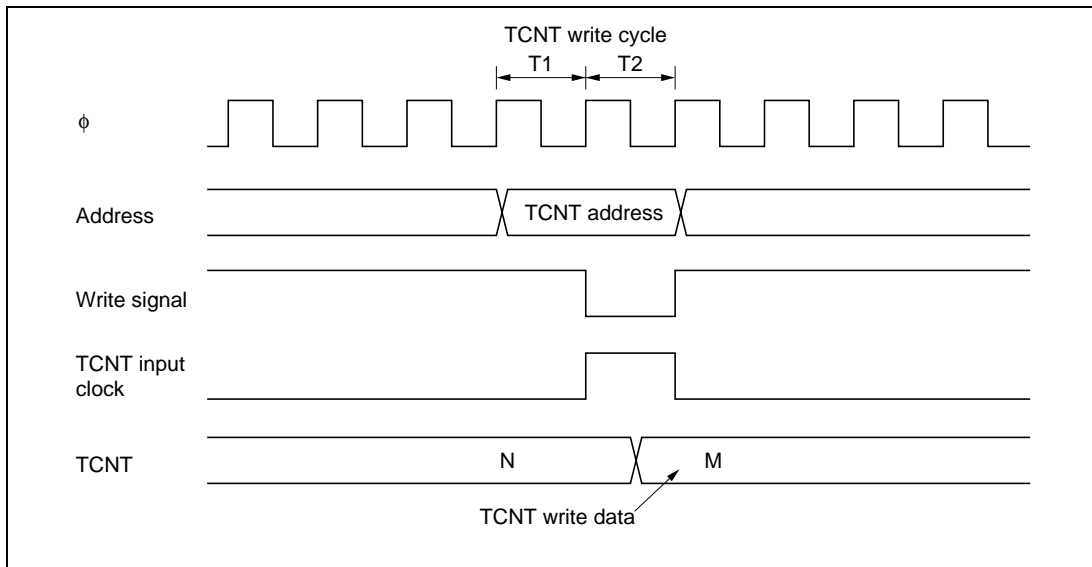 TCNT write cycle
T1 T2
ϕ
Address
TCNT address
Write signal
TCNT input
clock
TCNT
N M
TCNT write data